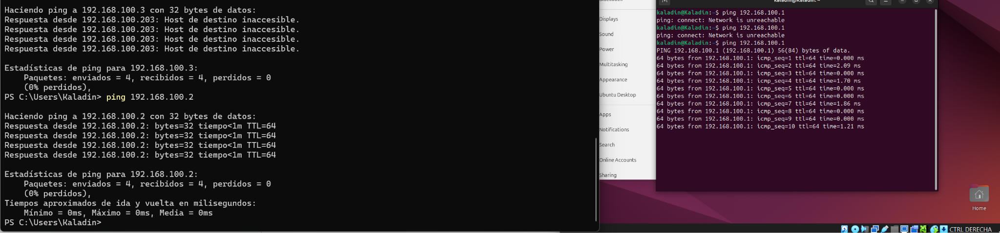 Haciendo ping a 192.168.100.3 con 32 bytes de datos:
Respuesta desde 192.168.100.203: Host de destino inaccesible.
Respuesta desde 192.168.100.203: Host de destino inaccesible.
Respuesta desde 192.168.100.203: Host de destino inaccesible.
Respuesta desde 192.168.100.203: Host de destino inaccesible.
Estadísticas de ping para 192.168.100.3:
Paquetes: enviados = 4, recibidos = 4, perdidos = 0
(0% perdidos),
PS C:\Users\Kaladin> ping 192.168.100.2
Haciendo ping a 192.168.100.2 con 32 bytes de datos:
Respuesta desde 192.168.100.2: bytes=32 tiempo<1m TTL=64
Respuesta desde 192.168.100.2: bytes=32 tiempo<1m TTL=64
Respuesta desde 192.168.100.2: bytes=32 tiempo<1m TTL=64
Respuesta desde 192.168.100.2: bytes=32 tiempo<1m TTL=64
Estadísticas de ping para 192.168.100.2:
Paquetes: enviados = 4, recibidos = 4, perdidos = 0
(0% perdidos),
Tiempos aproximados de ida y vuelta en milisegundos:
Mínimo = 0ms, Máximo = 0ms, Media = 0ms
PS C:\Users\Kaladin>
Bluetooth
Displays
Sound
Power
Multitasking
Appearance
Ubuntu Desktop
Apps
Notifications
Search
Online Accounts
Sharing
kaladin@Kaladin: ~
kaladin@Kaladin:~$ ping 192.168.100.1
ping: connect: Network is unreachable
kaladin@Kaladin:~$ ping 192.168.100.1
ping: connect: Network is unreachable
kaladin@Kaladin:~$ ping 192.168.100.1
PING 192.168.100.1 (192.168.100.1) 56(84) bytes of data.
64 bytes from 192.168.100.1: icmp_seq=1 ttl=64 time=0.000 ms
64 bytes from 192.168.100.1: icmp_seq=2 ttl=64 time=2.09 ms
64 bytes from 192.168.100.1: icmp_seq=3 ttl=64 time=0.000 ms
64 bytes from 192.168.100.1: icmp_seq=4 ttl=64 time=1.70 ms
64 bytes from 192.168.100.1: icmp_seq=5 ttl=64 time=0.000 ms
64 bytes from 192.168.100.1: icmp_seq=6 ttl=64 time=0.000 ms
64 bytes from 192.168.100.1: icmp_seq=7 ttl=64 time=1.86 ms
64 bytes from 192.168.100.1: icmp_seq=8 ttl=64 time=0.000 ms
64 bytes from 192.168.100.1: icmp_seq=9 ttl=64 time=0.000 ms
64 bytes from 192.168.100.1: icmp_seq=10 ttl=64 time=1.21 ms
Home
CTRL DERECHA